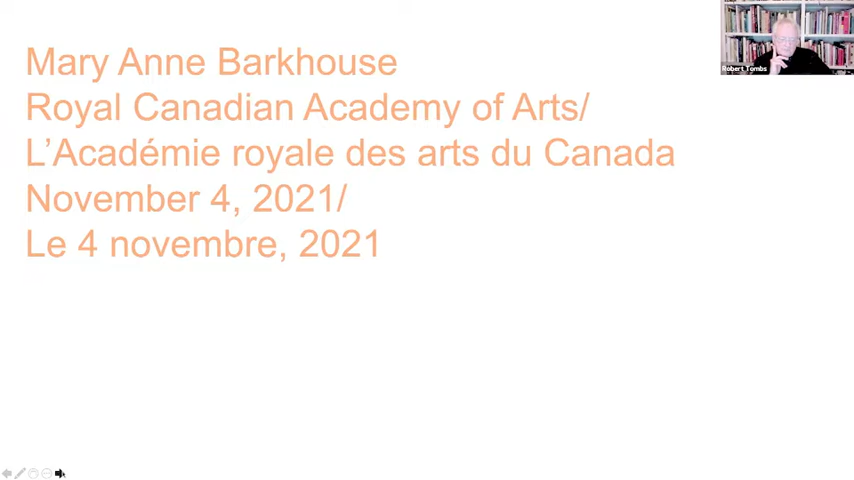 Mary Anne Barkhouse
Royal Canadian Academy of Arts/
L'Académie royale des arts du Canada
November 4, 2021/
Le 4 novembre, 2021
Robert Tombs